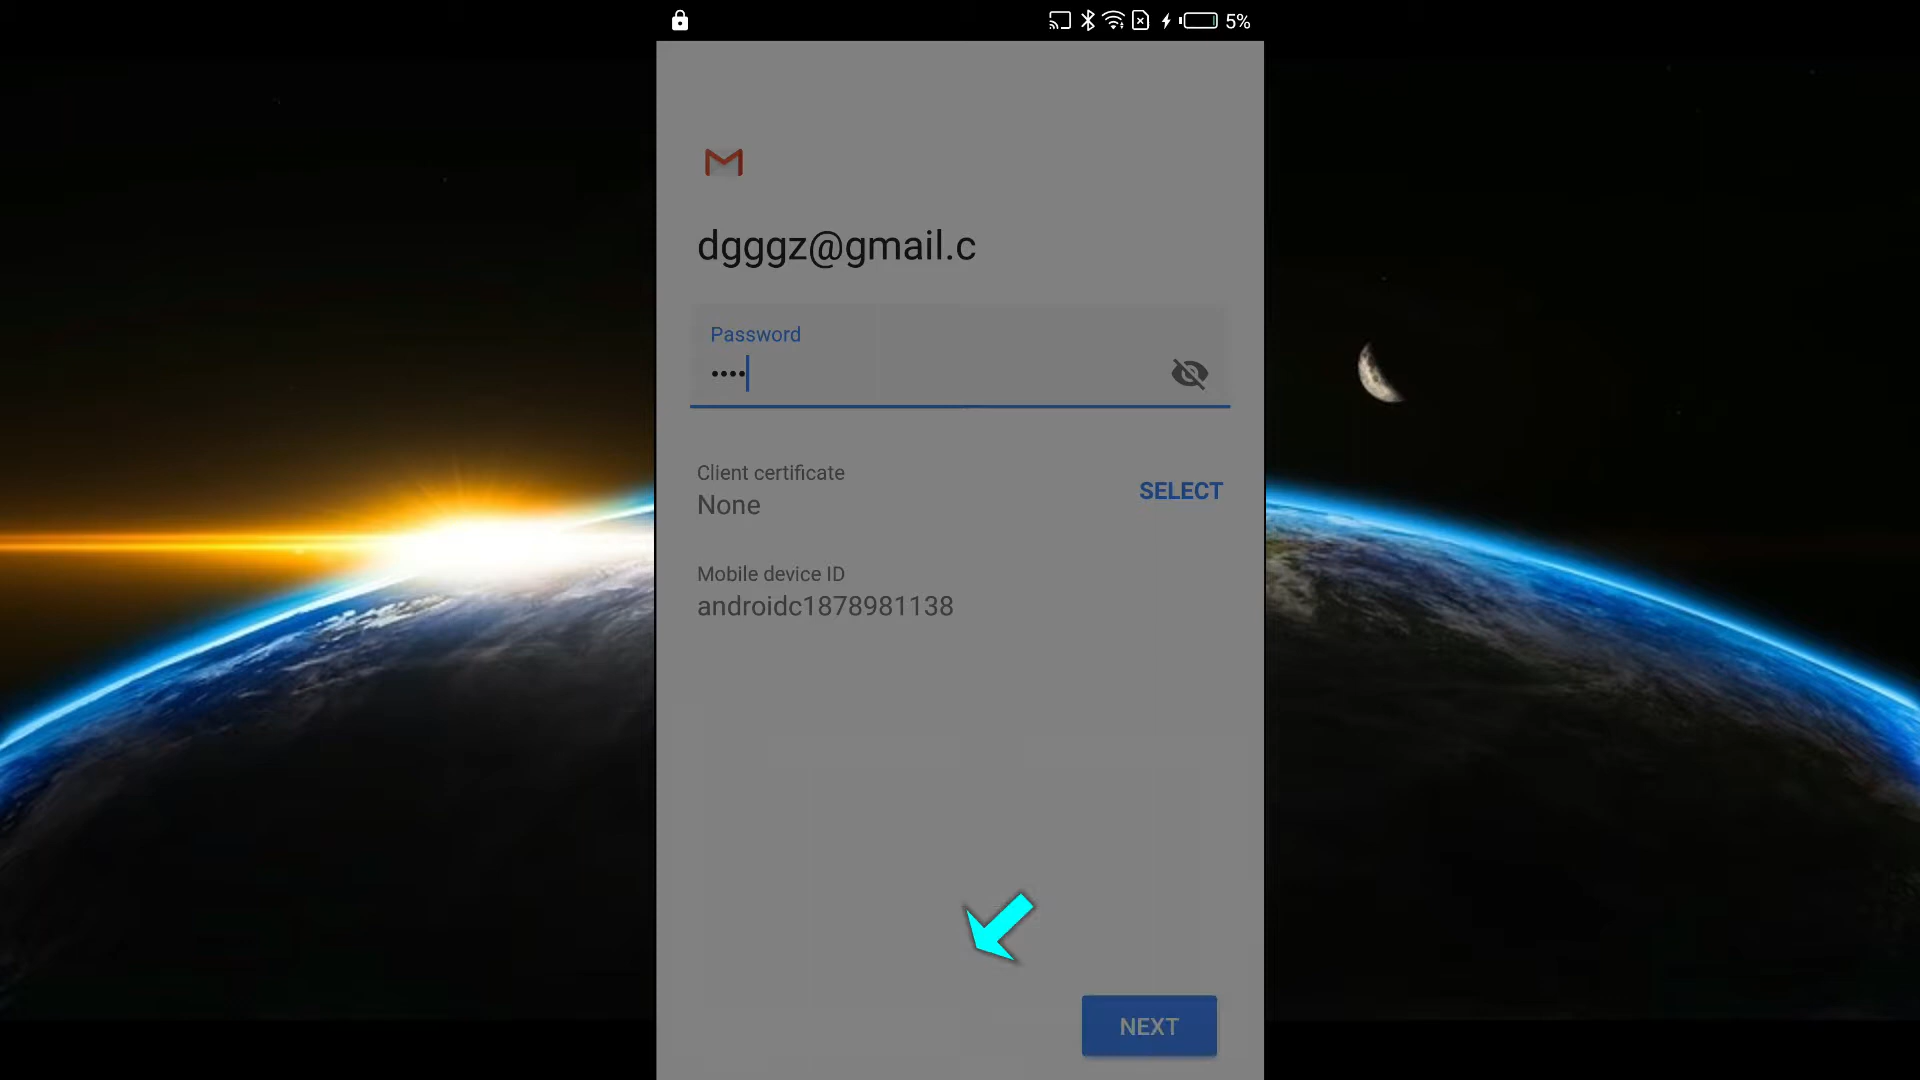 5%
dgggz@gmail.c
Password
••••
Client certificate
None
SELECT
Mobile device ID
androidc1878981138
NEXT